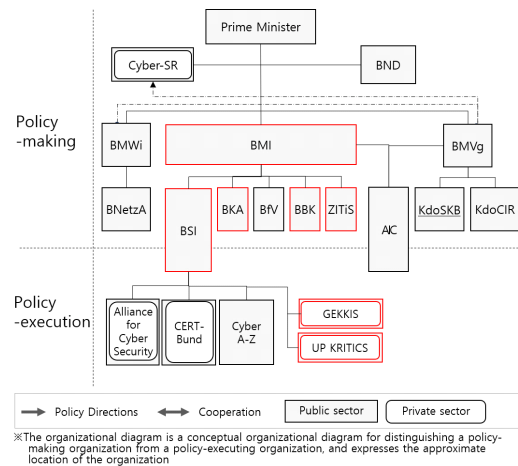 Prime Minister
Cyber-SR
BND
Policy
-making
BMWi
BMI
BMVg
BNetzA
BSI
BKA
BfV
BBK
ZITiS
AIC
KdoSKB
KdoCIR
Policy
-execution
Alliance
for
Cyber
Security
CERT-
Bund
Cyber
A-Z
GEKKIS
UP KRITICS
Policy Directions
Cooperation
Public sector
Private sector
※The organizational diagram is a conceptual organizational diagram for distinguishing a policy-
making organization from a policy-executing organization, and expresses the approximate
location of the organization